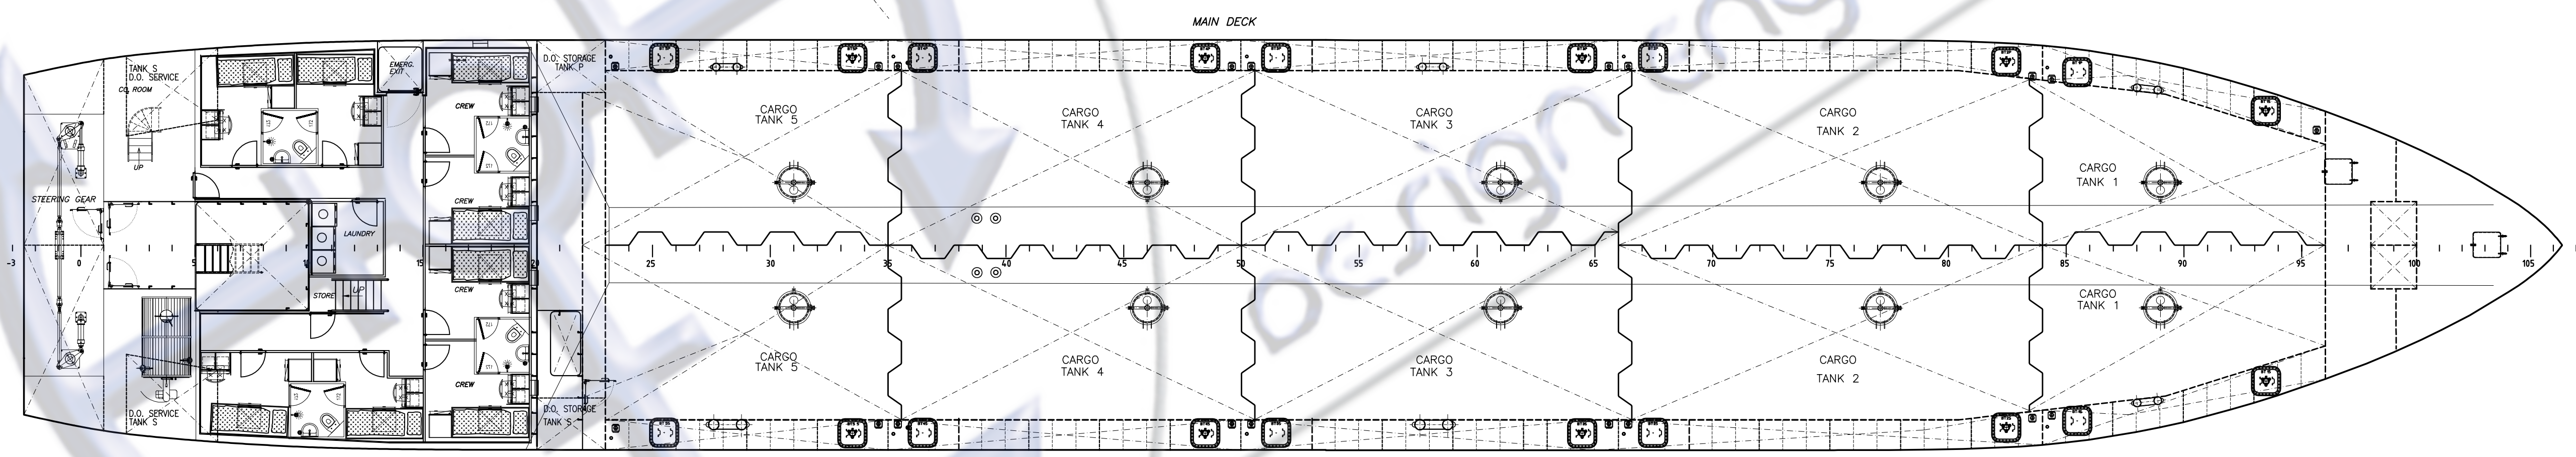 MAIN DECK
TANK S
D.O. SERVICE
CO₂ ROOM
UP
STEERING GEAR
EMERG.
EXIT
CREW
CREW
CREW
CREW
LAUNDRY
STORE
UP
D.O. SERVICE
TANK S
D.O. STORAGE
TANK P
D.O. STORAGE
TANK S
CARGO
TANK 5
CARGO
TANK 4
CARGO
TANK 3
CARGO
TANK 2
CARGO
TANK 1
-3 0 5 10 15 20 25 30 35 40 45 50 55 60 65 70 75 80 85 90 95 100 105
CARGO
TANK 5
CARGO
TANK 4
CARGO
TANK 3
CARGO
TANK 2
CARGO
TANK 1